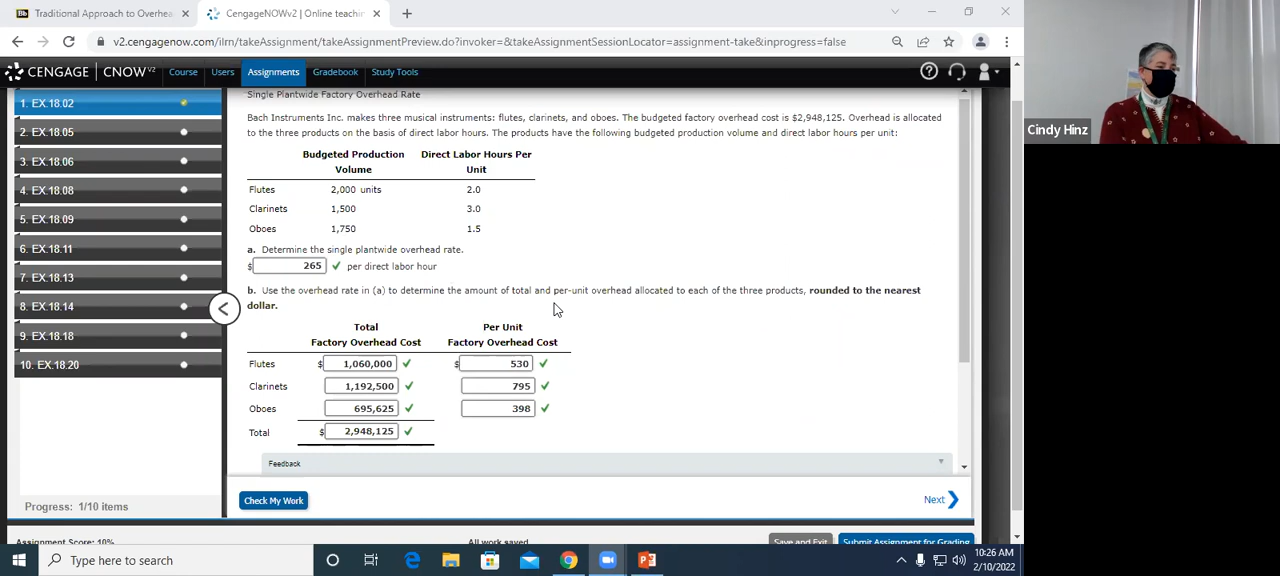 Traditional Approach to Overhea
CengageNOWv2 | Online teachin
v2.cengagenow.com/ilrn/takeAssignment/takeAssignmentPreview.do?invoker=&takeAssignmentSessionLocator=assignment-take&inprogress=false
CENGAGE | CNOWv2
Course Users Assignments Gradebook Study Tools
Cindy Hinz
1. EX.18.02
2. EX.18.05
3. EX.18.06
4. EX.18.08
5. EX.18.09
6. EX.18.11
7. EX.18.13
8. EX.18.14
9. EX.18.18
10. EX.18.20
Progress: 1/10 items
Single Plantwide Factory Overhead Rate
Bach Instruments Inc. makes three musical instruments: flutes, clarinets, and oboes. The budgeted factory overhead cost is $2,948,125. Overhead is allocated
to the three products on the basis of direct labor hours. The products have the following budgeted production volume and direct labor hours per unit:
Budgeted Production Direct Labor Hours Per
Volume Unit
Flutes 2,000 units 2.0
Clarinets 1,500 3.0
Oboes 1,750 1.5
a. Determine the single plantwide overhead rate.
$ 265 per direct labor hour
b. Use the overhead rate in (a) to determine the amount of total and per-unit overhead allocated to each of the three products, rounded to the nearest
dollar.
Total Per Unit
Factory Overhead Cost Factory Overhead Cost
Flutes $ 1,060,000 $ 530
Clarinets 1,192,500 795
Oboes 695,625 398
Total $ 2,948,125
Feedback
Check My Work
Next
Assignment Score: 10% All work saved. Save and Exit Submit Assignment for Grading
Type here to search
10:26 AM
2/10/2022